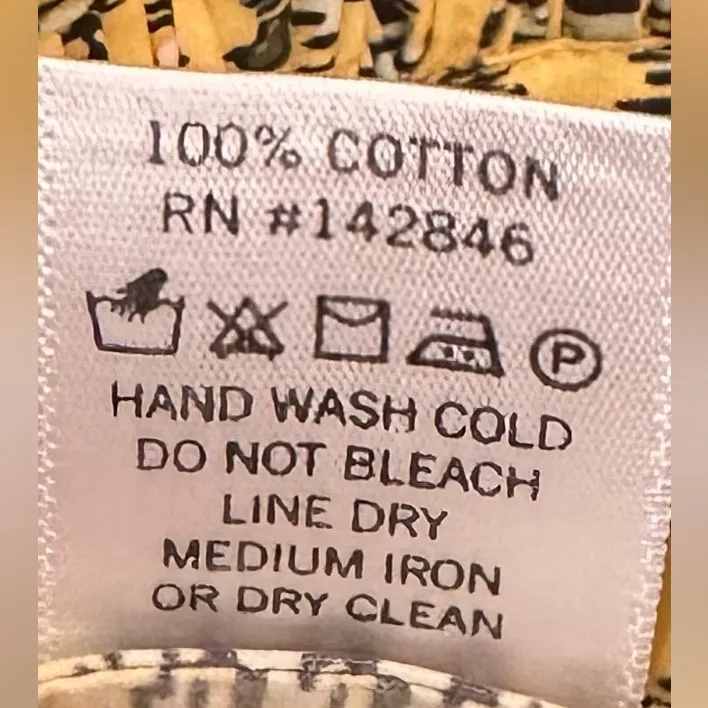 100% COTTON
RN #142846
P
HAND WASH COLD
DO NOT BLEACH
LINE DRY
MEDIUM IRON
OR DRY CLEAN